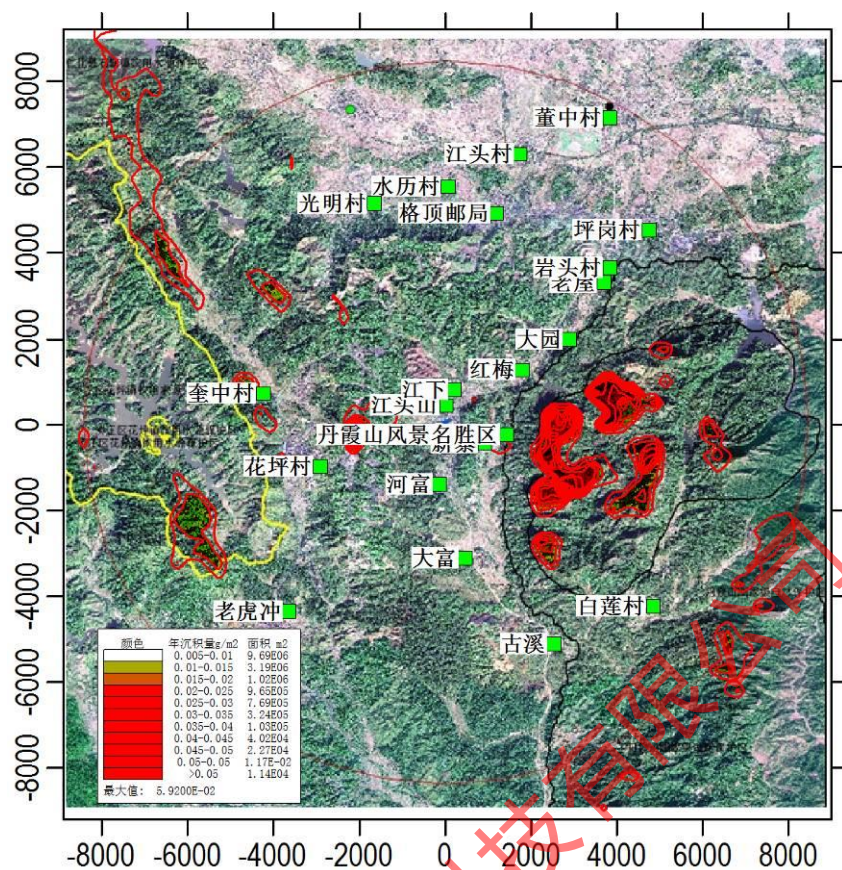 8000
6000
4000
2000
0
-2000
-4000
-6000
-8000
董中村
江头村
水历村
光明村
格顶邮局
坪岗村
岩头村
老屋
大园
红梅
江下
奎中村
江头山
丹霞山风景名胜区
花坪村
河富
大富
老虎冲
白莲村
古溪
颜色 年沉积量g/m2 面积 m2
0.005-0.01 9.69E06
0.01-0.015 3.19E06
0.015-0.02 1.02E06
0.02-0.025 9.65E05
0.025-0.03 7.69E05
0.03-0.035 3.24E05
0.035-0.04 1.03E05
0.04-0.045 4.02E04
0.045-0.05 2.27E04
0.05-0.05 1.17E-02
>0.05 1.14E04
最大值: 5.9200E-02
-8000 -6000 -4000 -2000 0 2000 4000 6000 8000
技有限公司